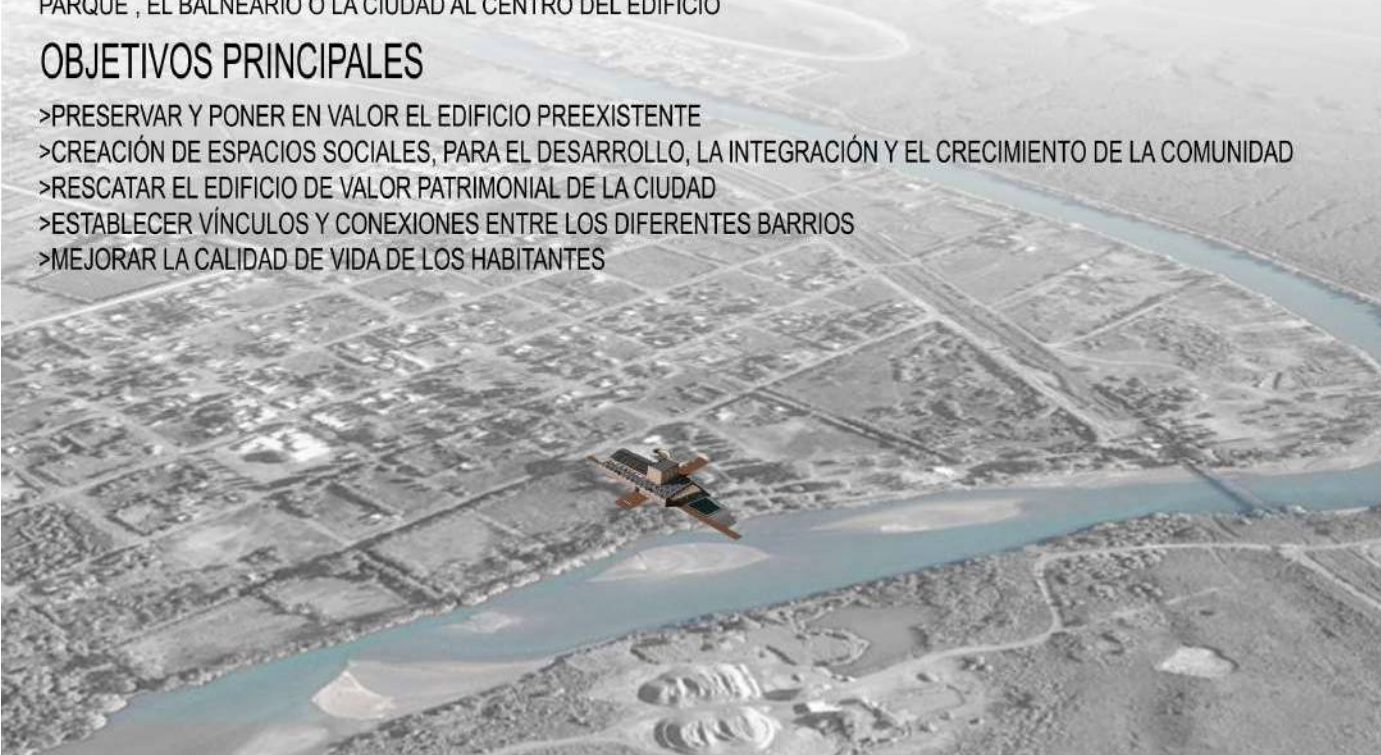 PARQUE , EL BALNEARIO O LA CIUDAD AL CENTRO DEL EDIFICIO
OBJETIVOS PRINCIPALES
>PRESERVAR Y PONER EN VALOR EL EDIFICIO PREEXISTENTE
>CREACIÓN DE ESPACIOS SOCIALES, PARA EL DESARROLLO, LA INTEGRACIÓN Y EL CRECIMIENTO DE LA COMUNIDAD
>RESCATAR EL EDIFICIO DE VALOR PATRIMONIAL DE LA CIUDAD
>ESTABLECER VÍNCULOS Y CONEXIONES ENTRE LOS DIFERENTES BARRIOS
>MEJORAR LA CALIDAD DE VIDA DE LOS HABITANTES